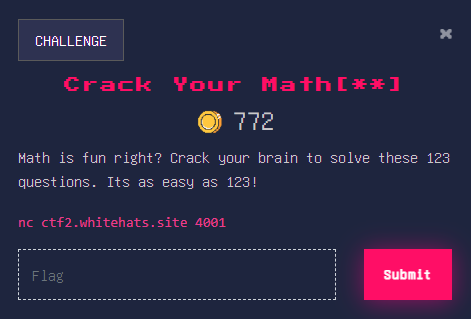 CHALLENGE
×
Crack Your Math[**]
772
Math is fun right? Crack your brain to solve these 123
questions. Its as easy as 123!
nc ctf2.whitehats.site 4001
Flag
Submit